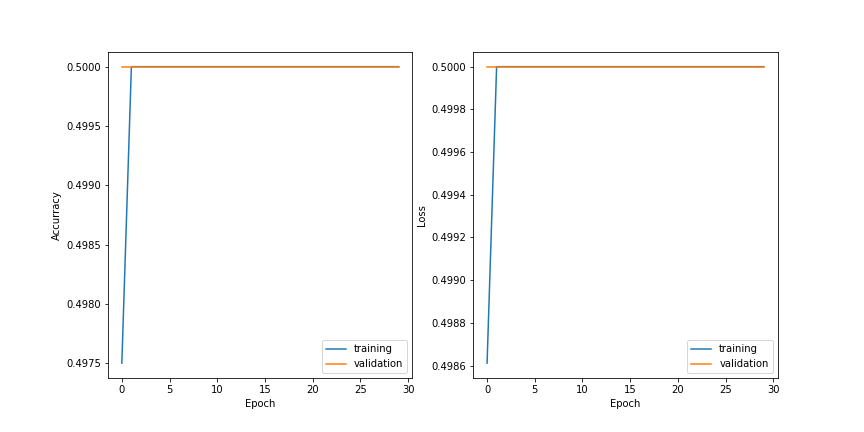 0.5000
0.4995
0.4990
0.4985
0.4980
0.4975
Accurracy
0 5 10 15 20 25 30
Epoch
training
validation
0.5000
0.4998
0.4996
0.4994
0.4992
0.4990
0.4988
0.4986
Loss
0 5 10 15 20 25 30
Epoch
training
validation